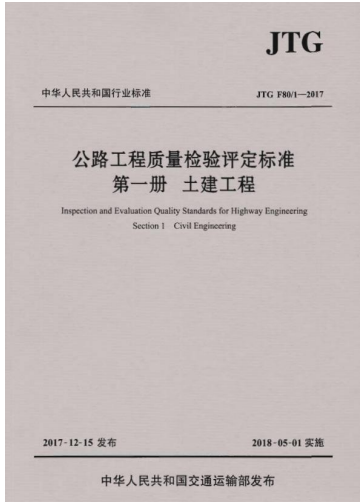 JTG
中华人民共和国行业标准 JTG F80/1—2017
公路工程质量检验评定标准
第一册 土建工程
Inspection and Evaluation Quality Standards for Highway Engineering
Section 1 Civil Engineering
2017-12-15 发布 2018-05-01 实施
中华人民共和国交通运输部发布